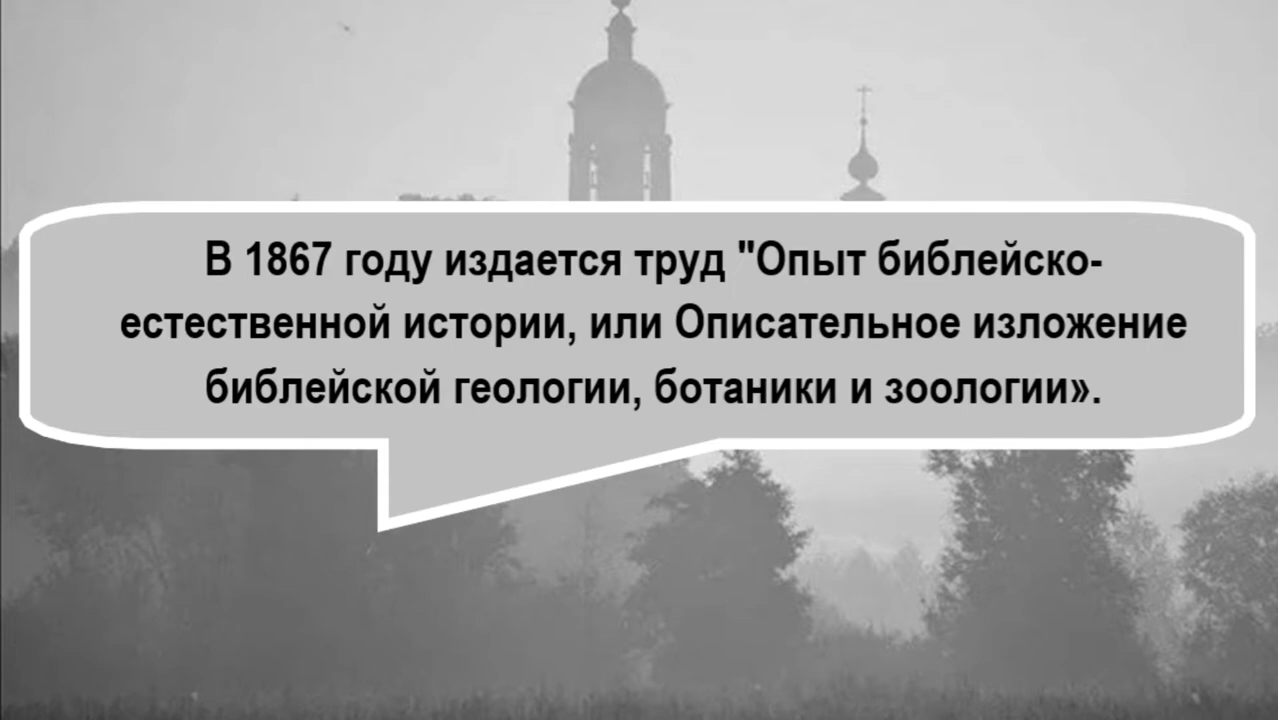 В 1867 году издается труд "Опыт библейско-
естественной истории, или Описательное изложение
библейской геологии, ботаники и зоологии».